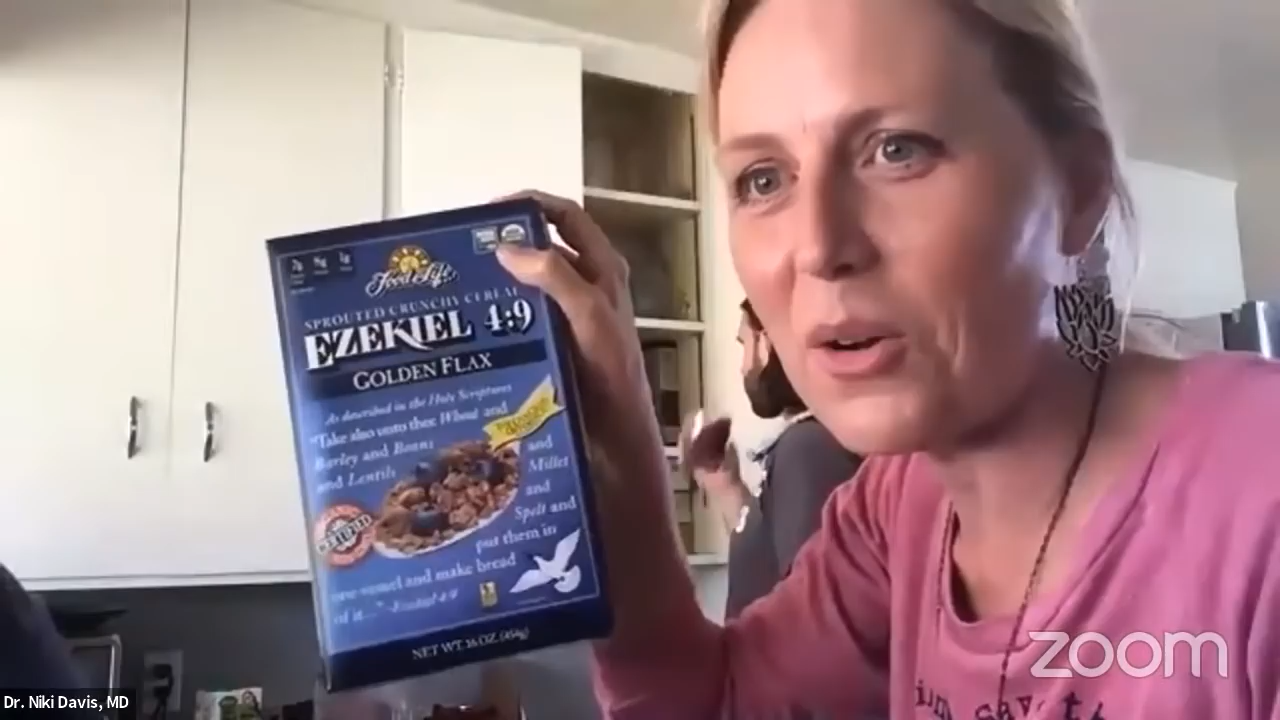 Food for Life
SPROUTED CRUNCHY CEREAL
EZEKIEL 4:9
GOLDEN FLAX
As described in the Holy Scriptures
"Take also unto thee Wheat and
Barley and Beans
and Lentils
and
Millet
and
Spelt and
put them in
one vessel and make bread
of it..." -Ezekiel 4:9
NET WT. 16 OZ. (454g)
zoom
Dr. Niki Davis, MD